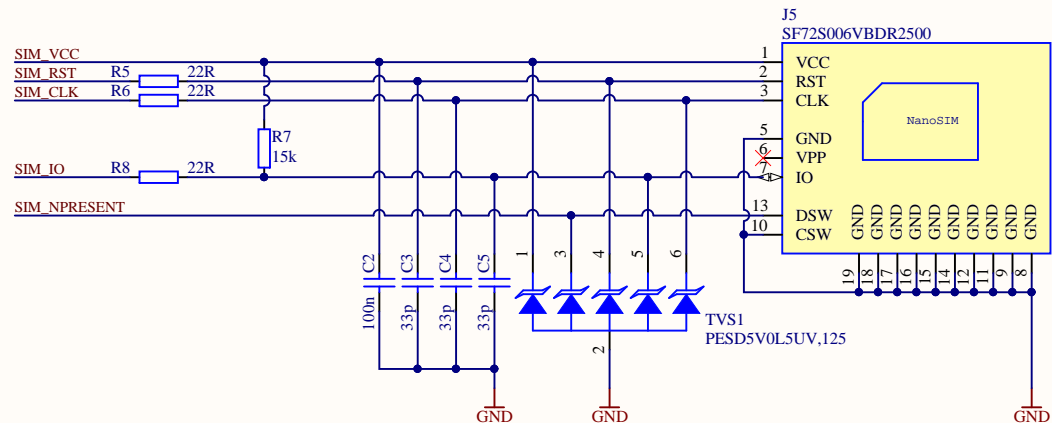 J5
SF72S006VBDR2500
SIM_VCC
1
VCC
SIM_RST
R5
22R
2
RST
SIM_CLK
R6
22R
3
CLK
NanoSIM
R7
15k
5
GND
6
VPP
SIM_IO
R8
22R
7
IO
SIM_NPRESENT
13
DSW
10
CSW
GND
GND
GND
GND
GND
GND
GND
GND
GND
GND
19
18
17
16
15
14
12
11
9
8
C2
100n
C3
33p
C4
33p
C5
33p
1
3
4
5
6
2
TVS1
PESD5V0L5UV,125
GND
GND
GND